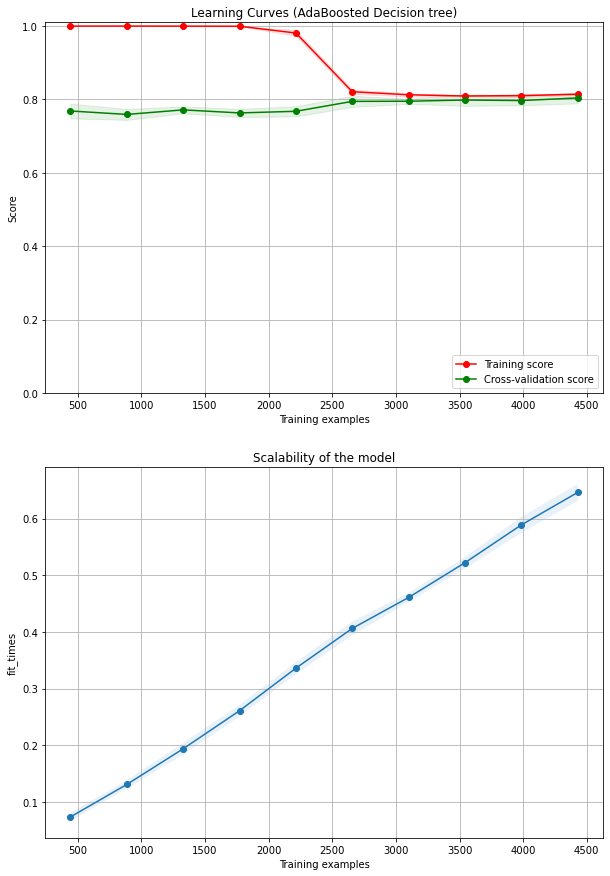 Learning Curves (AdaBoosted Decision tree)
1.0
0.8
0.6
0.4
0.2
0.0
Score
Training score
Cross-validation score
500 1000 1500 2000 2500 3000 3500 4000 4500
Training examples
Scalability of the model
0.6
0.5
0.4
0.3
0.2
0.1
fit_times
500 1000 1500 2000 2500 3000 3500 4000 4500
Training examples